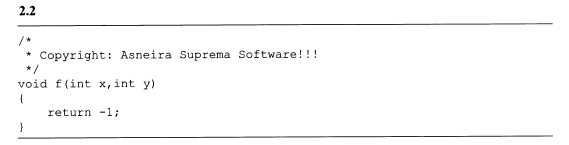 2.2
/*
 * Copyright: Asneira Suprema Software!!!
 */
void f(int x,int y)
{
    return -1;
}